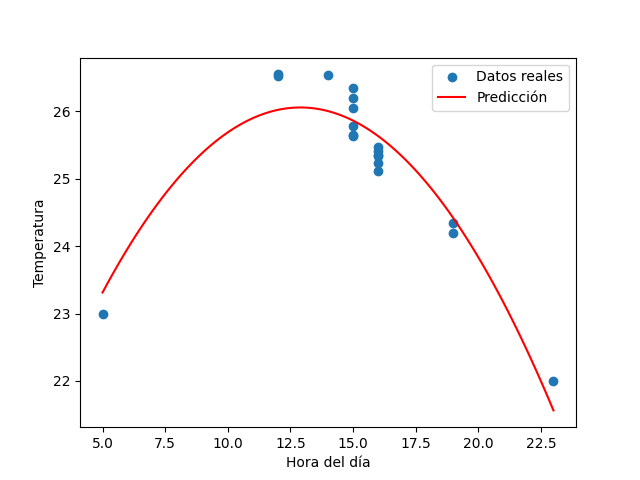 Datos reales
Predicción
26
25
24
23
22
Temperatura
5.0 7.5 10.0 12.5 15.0 17.5 20.0 22.5
Hora del día